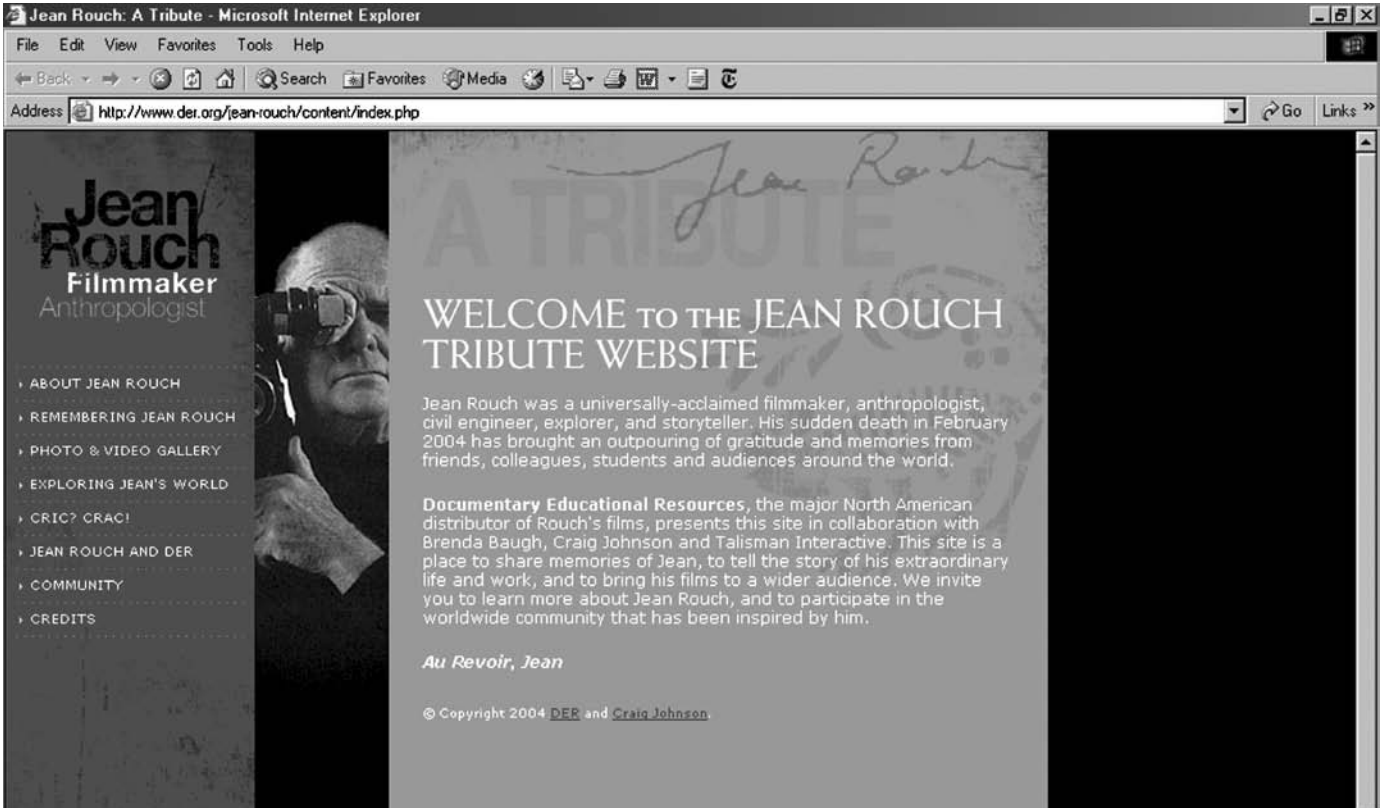 Jean Rouch: A Tribute - Microsoft Internet Explorer
File Edit View Favorites Tools Help
Back Search Favorites Media
Address http://www.der.org/jean-rouch/content/index.php Go Links »
Jean
Rouch
Filmmaker
Anthropologist
ABOUT JEAN ROUCH
REMEMBERING JEAN ROUCH
PHOTO & VIDEO GALLERY
EXPLORING JEAN'S WORLD
CRIC? CRAC!
JEAN ROUCH AND DER
COMMUNITY
CREDITS
Jean Rouch
A TRIBUTE
WELCOME TO THE JEAN ROUCH
TRIBUTE WEBSITE
Jean Rouch was a universally-acclaimed filmmaker, anthropologist,
civil engineer, explorer, and storyteller. His sudden death in February
2004 has brought an outpouring of gratitude and memories from
friends, colleagues, students and audiences around the world.
Documentary Educational Resources, the major North American
distributor of Rouch's films, presents this site in collaboration with
Brenda Baugh, Craig Johnson and Talisman Interactive. This site is a
place to share memories of Jean, to tell the story of his extraordinary
life and work, and to bring his films to a wider audience. We invite
you to learn more about Jean Rouch, and to participate in the
worldwide community that has been inspired by him.
Au Revoir, Jean
© Copyright 2004 DER and Craig Johnson.